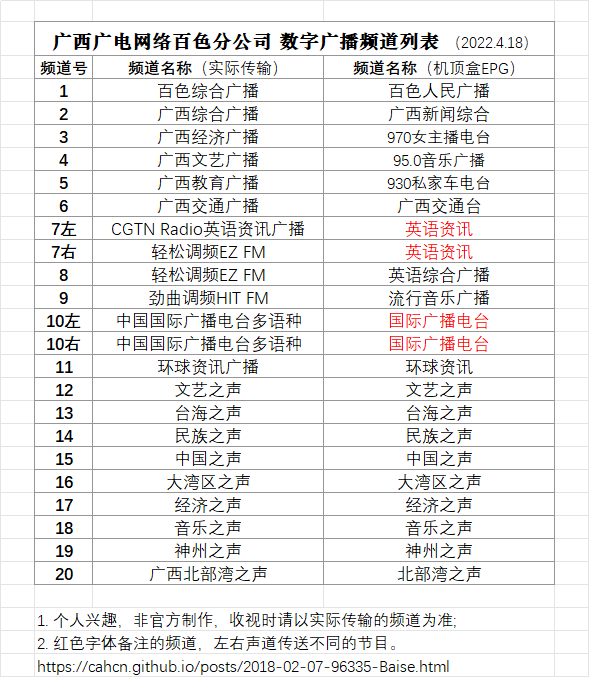 广西广电网络百色分公司 数字广播频道列表 （2022.4.18）
频道号 频道名称（实际传输） 频道名称（机顶盒EPG）
1 百色综合广播 百色人民广播
2 广西综合广播 广西新闻综合
3 广西经济广播 970女主播电台
4 广西文艺广播 95.0音乐广播
5 广西教育广播 930私家车电台
6 广西交通广播 广西交通台
7左 CGTN Radio英语资讯广播 英语资讯
7右 轻松调频EZ FM 英语资讯
8 轻松调频EZ FM 英语综合广播
9 劲曲调频HIT FM 流行音乐广播
10左 中国国际广播电台多语种 国际广播电台
10右 中国国际广播电台多语种 国际广播电台
11 环球资讯广播 环球资讯
12 文艺之声 文艺之声
13 台海之声 台海之声
14 民族之声 民族之声
15 中国之声 中国之声
16 大湾区之声 大湾区之声
17 经济之声 经济之声
18 音乐之声 音乐之声
19 神州之声 神州之声
20 广西北部湾之声 北部湾之声
1. 个人兴趣，非官方制作，收视时请以实际传输的频道为准;
2. 红色字体备注的频道，左右声道传送不同的节目。
https://cahcn.github.io/posts/2018-02-07-96335-Baise.html